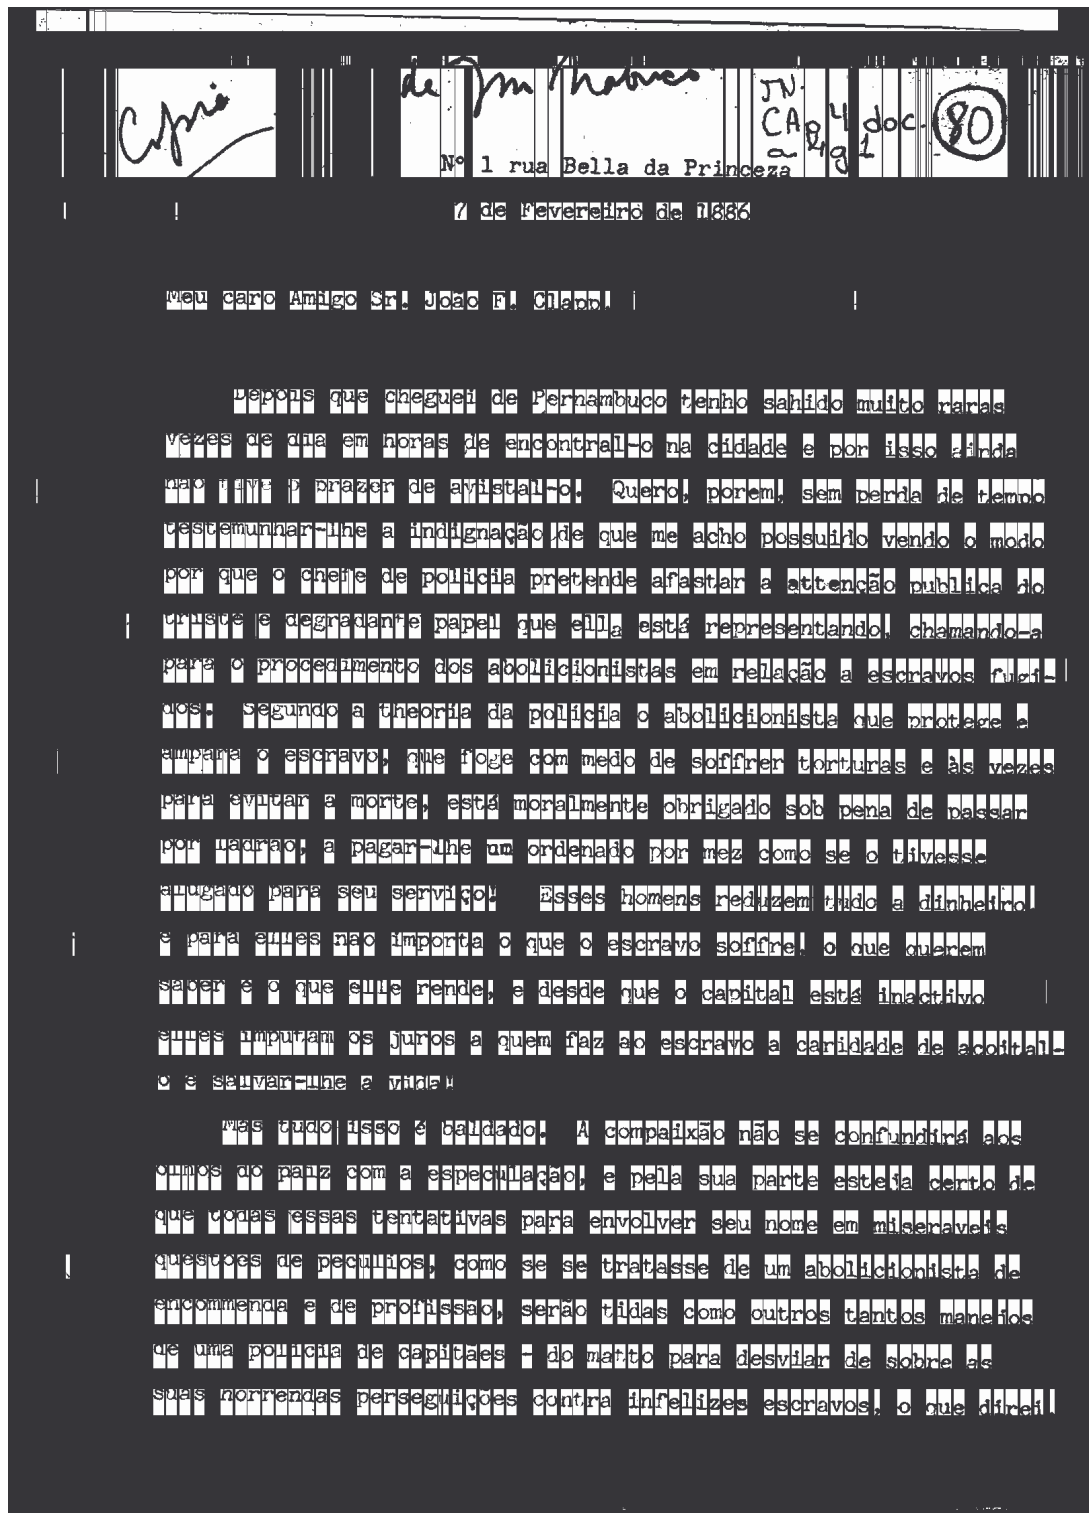 Copia
de Jm Nabuco
JN.
CAp 4 doc. 80
Nº 1 rua Bella da Princeza
7 de Fevereiro de 1886
Meu caro Amigo Sr. João F. Clapp.
Depois que cheguei de Pernambuco tenho sahido muito raras
vezes de dia em horas de encontral-o na cidade e por isso ainda
não tive o prazer de avistal-o. Quero, porem, sem perda de tempo
testemunhar-lhe a indignação de que me acho possuido vendo o modo
por que o chefe de policia pretende afastar a attenção publica do
triste e degradante papel que ella está representando, chamando-a
para o procedimento dos abolicionistas em relação a escravos fugi-
dos. Segundo a theoria da policia o abolicionista que protege e
ampara o escravo, que foge com medo de soffrer torturas e às vezes
para evitar a morte, está moralmente obrigado sob pena de passar
por ladrão, a pagar-lhe um ordenado por mez como se o tivesse
alugado para seu serviço! Esses homens reduzem tudo a dinheiro,
e para elles não importa o que o escravo soffre, o que querem
saber é o que elle rende, e desde que o capital está inactivo
elles imputam os juros a quem faz ao escravo a caridade de acoital-
o e salvar-lhe a vida!
Mas tudo isso é baldado. A compaixão não se confundirá aos
olhos do paiz com a especulação, e pela sua parte esteja certo de
que todas essas tentativas para envolver seu nome em miseraveis
questões de peculios, como se se tratasse de um abolicionista de
encommenda e de profissão, serão tidas como outros tantos manejos
de uma policia de capitães - do matto para desviar de sobre as
suas horrendas perseguições contra infelizes escravos, o que direi,